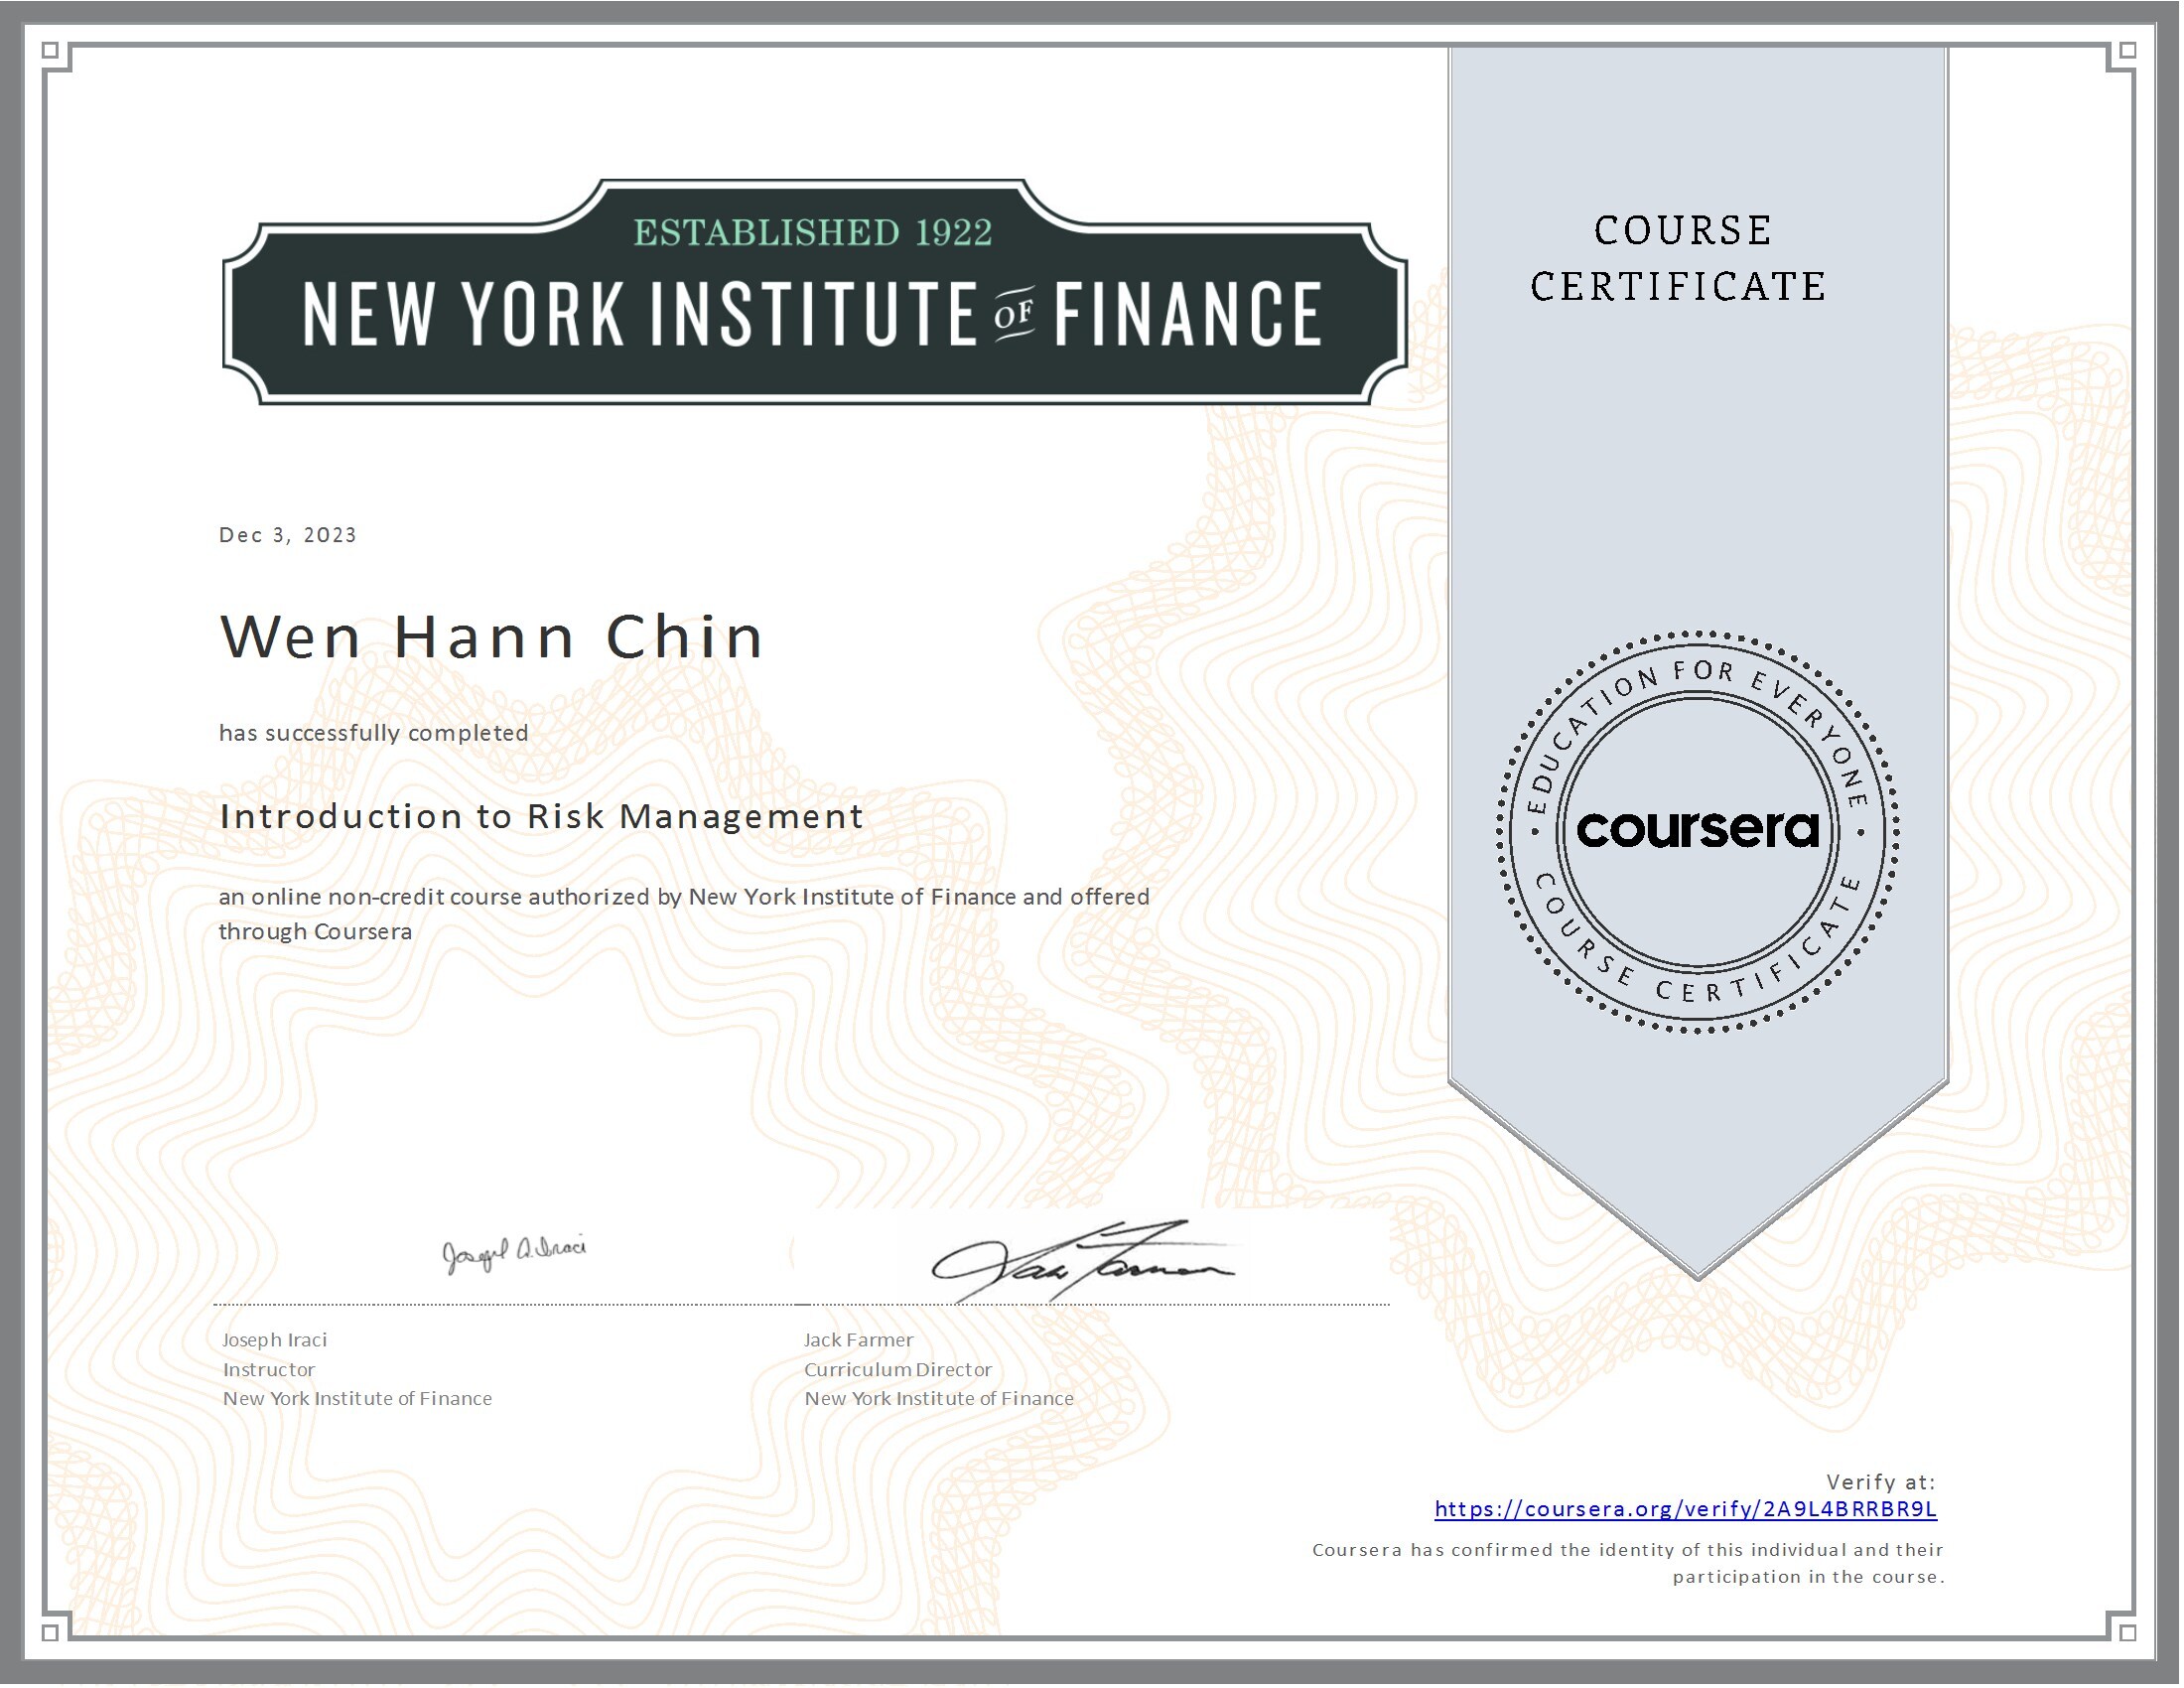 ESTABLISHED 1922
NEW YORK INSTITUTE OF FINANCE
COURSE
CERTIFICATE
Dec 3, 2023
Wen Hann Chin
has successfully completed
Introduction to Risk Management
an online non-credit course authorized by New York Institute of Finance and offered
through Coursera
EDUCATION FOR EVERYONE
coursera
COURSE CERTIFICATE
Joseph A. Iraci
Jack Farmer
Joseph Iraci
Instructor
New York Institute of Finance
Jack Farmer
Curriculum Director
New York Institute of Finance
Verify at:
https://coursera.org/verify/2A9L4BRRBR9L
Coursera has confirmed the identity of this individual and their
participation in the course.